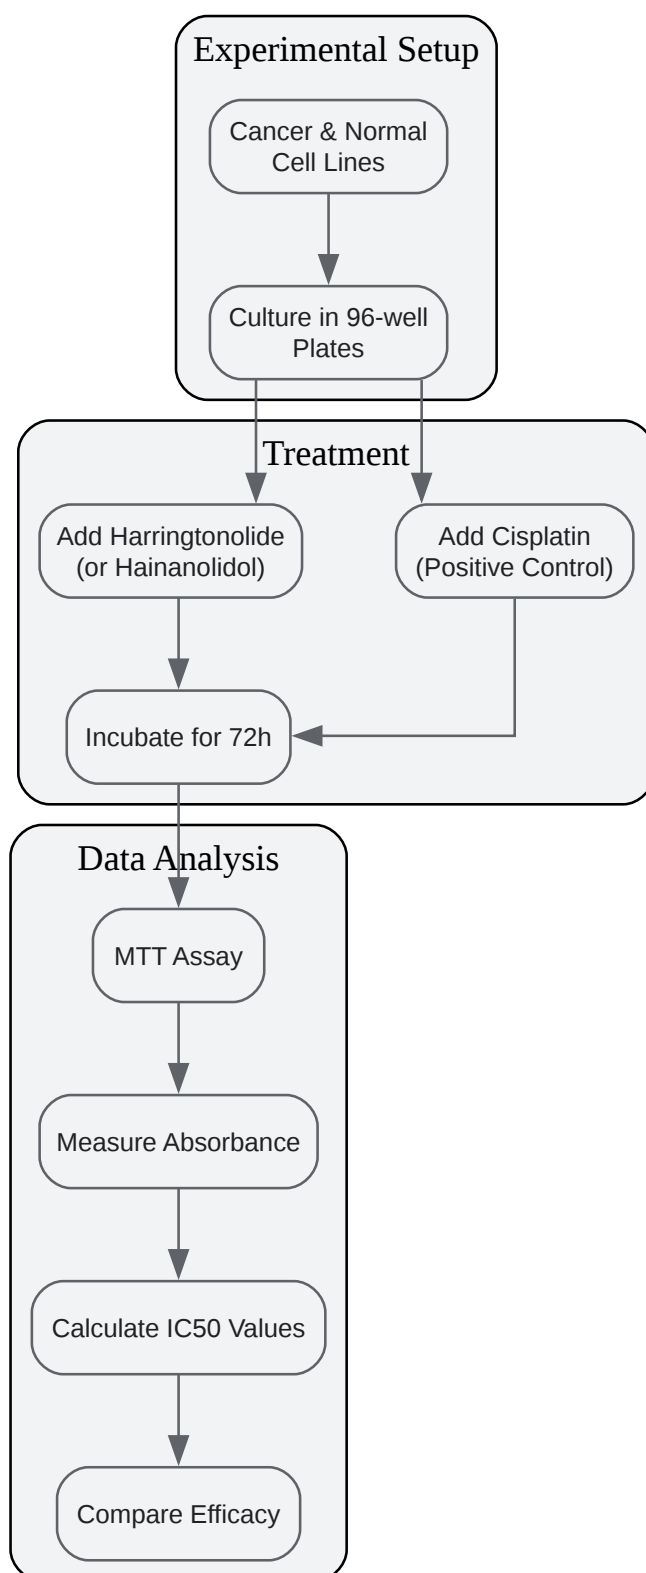 Experimental Setup
Cancer & Normal
Cell Lines
Culture in 96-well
Plates
Treatment
Add Harringtonolide
(or Hainanolidol)
Add Cisplatin
(Positive Control)
Incubate for 72h
Data Analysis
MTT Assay
Measure Absorbance
Calculate IC50 Values
Compare Efficacy